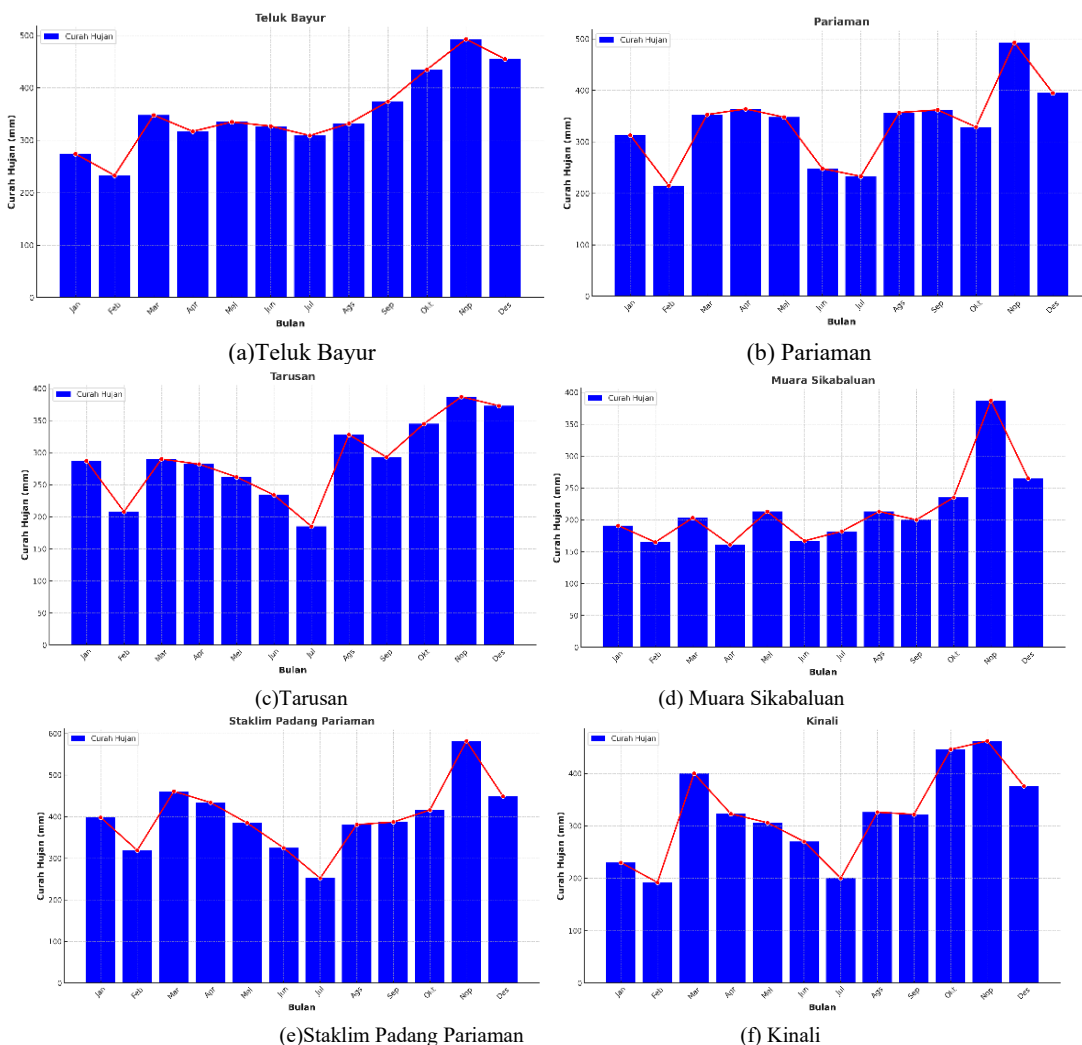 Teluk Bayur
Curah Hujan
Curah Hujan (mm)
500
400
300
200
100
0
Jan Feb Mar Apr Mei Jun Jul Ags Sep Okt Nop Des
Bulan
(a)Teluk Bayur
Pariaman
Curah Hujan
Curah Hujan (mm)
500
400
300
200
100
0
Jan Feb Mar Apr Mei Jun Jul Ags Sep Okt Nop Des
Bulan
(b) Pariaman
Tarusan
Curah Hujan
Curah Hujan (mm)
400
350
300
250
200
150
100
50
0
Jan Feb Mar Apr Mei Jun Jul Ags Sep Okt Nop Des
Bulan
(c)Tarusan
Muara Sikabaluan
Curah Hujan
Curah Hujan (mm)
400
350
300
250
200
150
100
50
0
Jan Feb Mar Apr Mei Jun Jul Ags Sep Okt Nop Des
Bulan
(d) Muara Sikabaluan
Staklim Padang Pariaman
Curah Hujan
Curah Hujan (mm)
600
500
400
300
200
100
0
Jan Feb Mar Apr Mei Jun Jul Ags Sep Okt Nop Des
Bulan
(e)Staklim Padang Pariaman
Kinali
Curah Hujan
Curah Hujan (mm)
400
300
200
100
0
Jan Feb Mar Apr Mei Jun Jul Ags Sep Okt Nop Des
Bulan
(f) Kinali